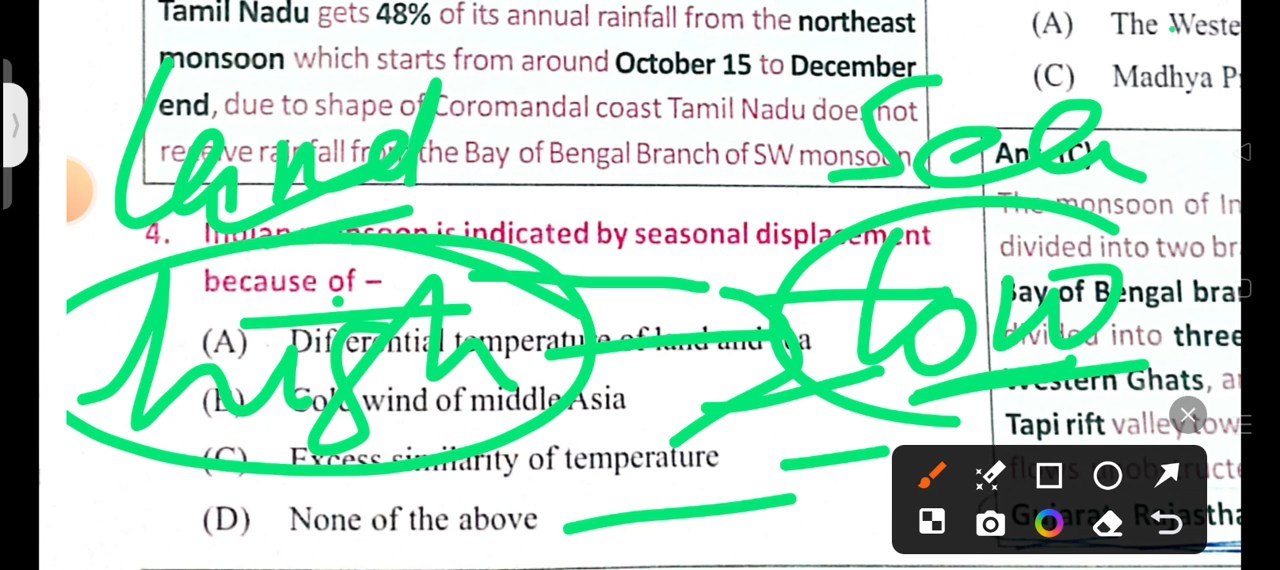 Tamil Nadu gets 48% of its annual rainfall from the northeast
monsoon which starts from around October 15 to December
end, due to shape of Coromandal coast Tamil Nadu does not
receive rainfall from the Bay of Bengal Branch of SW monsoon.
Land
Sea
4. Indian monsoon is indicated by seasonal displacement
because of –
high
low
(A) Differential temperature of land and sea
(B) Cold wind of middle Asia
(C) Excess similarity of temperature
(D) None of the above
(A) The Weste
(C) Madhya P
Ans. (C)
The monsoon of In
divided into two br
Bay of Bengal bra
divided into three
Western Ghats, a
Tapi rift valley tow
Gujarat, Rajastha